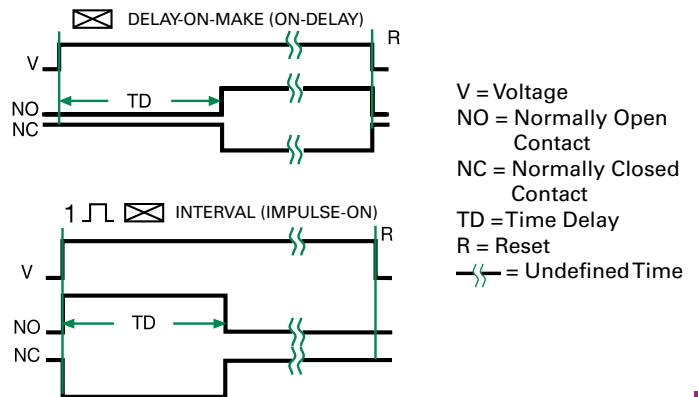 DELAY-ON-MAKE (ON-DELAY)
R
V
TD
NO
NC
1 INTERVAL (IMPULSE-ON)
R
V
TD
NO
NC
V = Voltage
NO = Normally Open
Contact
NC = Normally Closed
Contact
TD = Time Delay
R = Reset
= Undefined Time